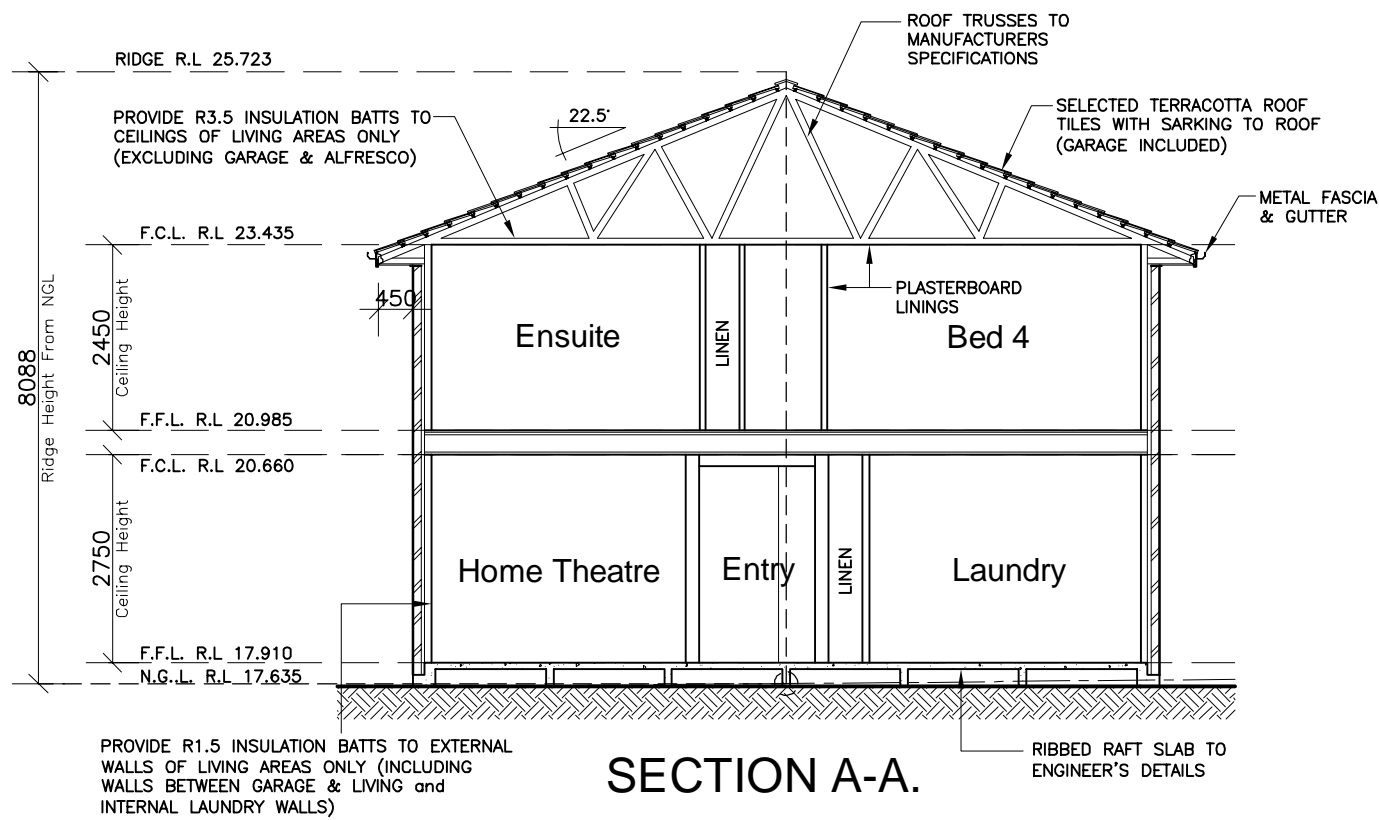 RIDGE R.L 25.723
ROOF TRUSSES TO
MANUFACTURERS
SPECIFICATIONS
PROVIDE R3.5 INSULATION BATTS TO
CEILINGS OF LIVING AREAS ONLY
(EXCLUDING GARAGE & ALFRESCO)
22.5°
SELECTED TERRACOTTA ROOF
TILES WITH SARKING TO ROOF
(GARAGE INCLUDED)
METAL FASCIA
& GUTTER
F.C.L. R.L 23.435
450
PLASTERBOARD
LININGS
8088
Ridge Height From NGL
2450
Ceiling Height
Ensuite
LINEN
Bed 4
F.F.L. R.L 20.985
F.C.L. R.L 20.660
2750
Ceiling Height
Home Theatre
Entry
LINEN
Laundry
F.F.L. R.L 17.910
N.G..L. R.L 17.635
PROVIDE R1.5 INSULATION BATTS TO EXTERNAL
WALLS OF LIVING AREAS ONLY (INCLUDING
WALLS BETWEEN GARAGE & LIVING and
INTERNAL LAUNDRY WALLS)
SECTION A-A.
RIBBED RAFT SLAB TO
ENGINEER'S DETAILS